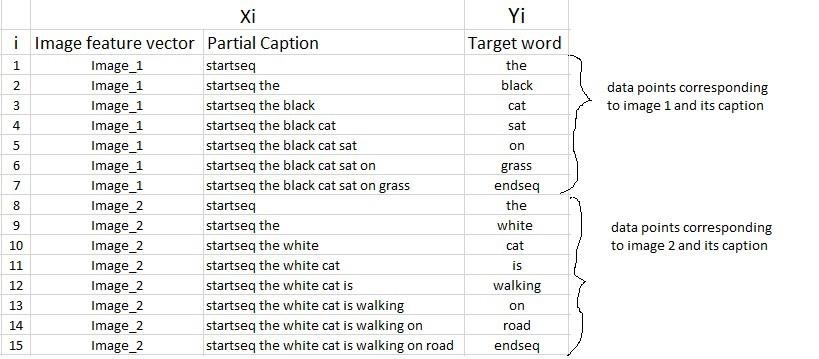 Xi Yi
i Image feature vector Partial Caption Target word
1 Image_1 startseq the
2 Image_1 startseq the black
3 Image_1 startseq the black cat
4 Image_1 startseq the black cat sat
5 Image_1 startseq the black cat sat on
6 Image_1 startseq the black cat sat on grass
7 Image_1 startseq the black cat sat on grass endseq
data points corresponding
to image 1 and its caption
8 Image_2 startseq the
9 Image_2 startseq the white
10 Image_2 startseq the white cat
11 Image_2 startseq the white cat is
12 Image_2 startseq the white cat is walking
13 Image_2 startseq the white cat is walking on
14 Image_2 startseq the white cat is walking on road
15 Image_2 startseq the white cat is walking on road endseq
data points corresponding
to image 2 and its caption